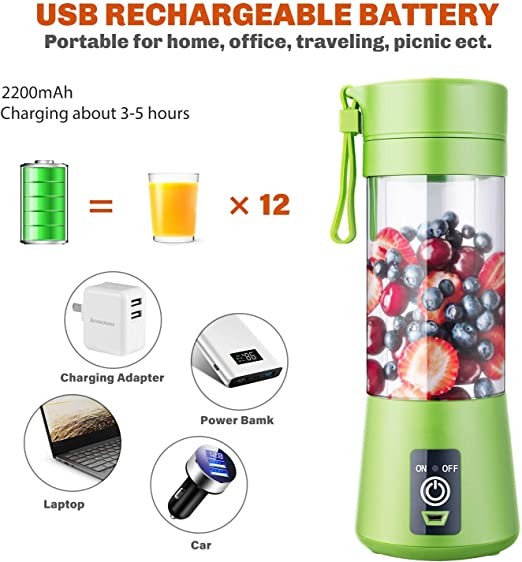 USB RECHARGEABLE BATTERY
Portable for home, office, traveling, picnic ect.
2200mAh
Charging about 3-5 hours
= × 12
Charging Adapter
Power Bamk
ON OFF
Laptop
Car